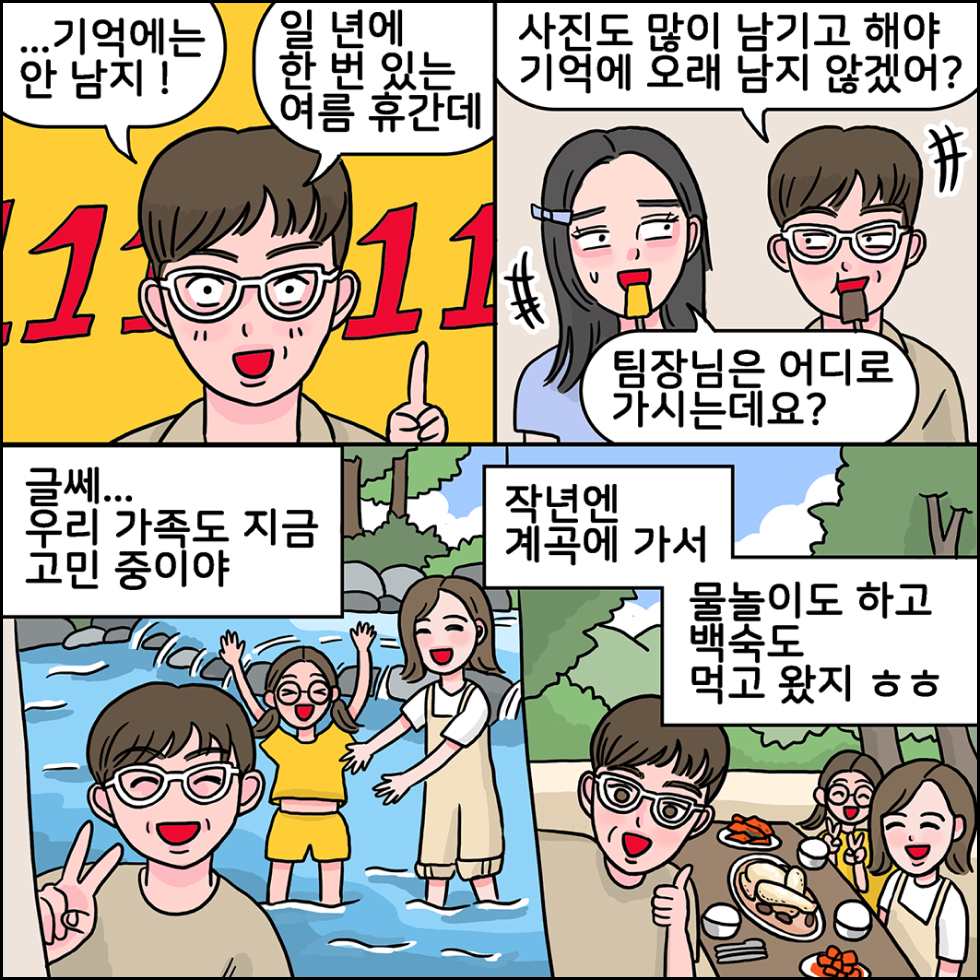 ...기억에는
안 남지 !
일 년에
한 번 있는
여름 휴간데
11
11
사진도 많이 남기고 해야
기억에 오래 남지 않겠어?
팀장님은 어디로
가시는데요?
글쎄...
우리 가족도 지금
고민 중이야
작년엔
계곡에 가서
물놀이도 하고
백숙도
먹고 왔지 ㅎㅎ